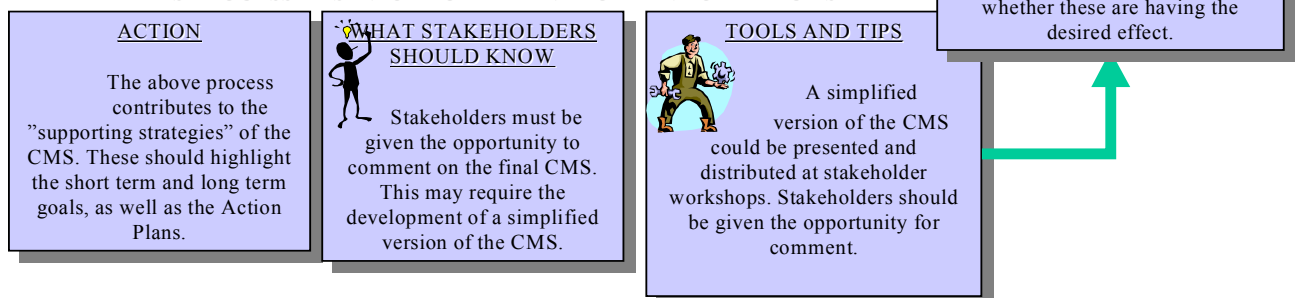 whether these are having the
desired effect.
ACTION
The above process
contributes to the
”supporting strategies” of the
CMS. These should highlight
the short term and long term
goals, as well as the Action
Plans.
WHAT STAKEHOLDERS
SHOULD KNOW
Stakeholders must be
given the opportunity to
comment on the final CMS.
This may require the
development of a simplified
version of the CMS.
TOOLS AND TIPS
A simplified
version of the CMS
could be presented and
distributed at stakeholder
workshops. Stakeholders should
be given the opportunity for
comment.